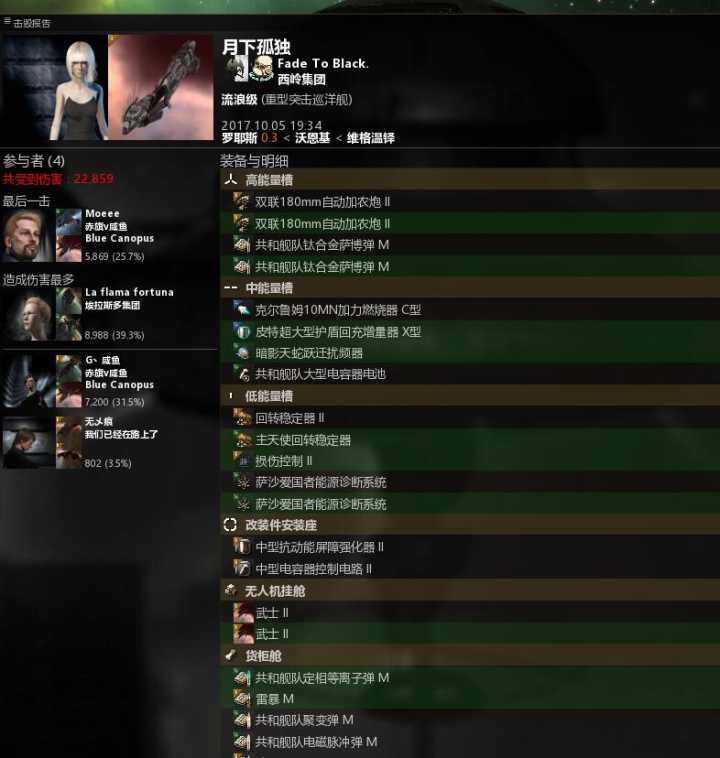 击毁报告
月下孤独
Fade To Black.
西岭集团
流浪级 (重型突击巡洋舰)
2017.10.05 19:34
罗耶斯 0.3 < 沃恩基 < 维格温铎
参与者 (4)
共受到伤害：22,859
最后一击
Moeee
赤旗v咸鱼
Blue Canopus
5,869 (25.7%)
造成伤害最多
La flama fortuna
埃拉斯多集团
8,988 (39.3%)
G丶咸鱼
赤旗v咸鱼
Blue Canopus
7,200 (31.5%)
无乄痕
我们已经在路上了
802 (3.5%)
装备与明细
高能量槽
双联180mm自动加农炮 II
双联180mm自动加农炮 II
共和舰队钛合金萨博弹 M
共和舰队钛合金萨博弹 M
中能量槽
克尔鲁姆10MN加力燃烧器 C型
皮特超大型护盾回充增量器 X型
暗影天蛇跃迁扰频器
共和舰队大型电容器电池
低能量槽
回转稳定器 II
主天使回转稳定器
损伤控制 II
萨沙爱国者能源诊断系统
萨沙爱国者能源诊断系统
改装件安装座
中型抗动能屏障强化器 II
中型电容器控制电路 II
无人机挂舱
武士 II
武士 II
货柜舱
共和舰队定相等离子弹 M
雷暴 M
共和舰队聚变弹 M
共和舰队电磁脉冲弹 M